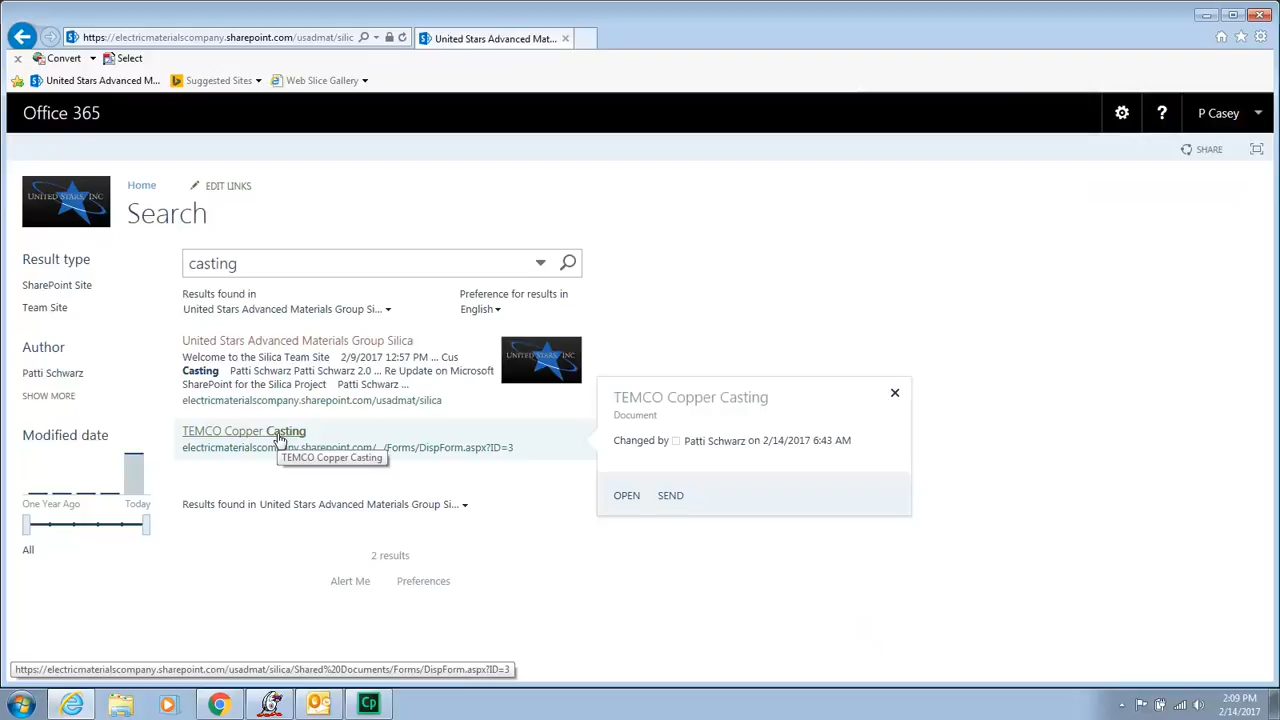 https://electricmaterialscompany.sharepoint.com/usadmat/silic
United Stars Advanced Mat...
Convert
Select
United Stars Advanced M...
Suggested Sites
Web Slice Gallery
Office 365
?
P Casey
SHARE
UNITED STARS, INC
Home
EDIT LINKS
Search
Result type
SharePoint Site
Team Site
Author
Patti Schwarz
SHOW MORE
Modified date
One Year Ago
Today
All
casting
Results found in
United Stars Advanced Materials Group Si...
Preference for results in
English
United Stars Advanced Materials Group Silica
Welcome to the Silica Team Site 2/9/2017 12:57 PM ... Cus
Casting Patti Schwarz Patti Schwarz 2.0 ... Re Update on Microsoft
SharePoint for the Silica Project Patti Schwarz ...
electricmaterialscompany.sharepoint.com/usadmat/silica
UNITED STARS, INC
TEMCO Copper Casting
electricmaterialscompany.sharepoint.com/.../Forms/DispForm.aspx?ID=3
TEMCO Copper Casting
Results found in United Stars Advanced Materials Group Si...
2 results
Alert Me
Preferences
TEMCO Copper Casting
Document
Changed by Patti Schwarz on 2/14/2017 6:43 AM
OPEN
SEND
https://electricmaterialscompany.sharepoint.com/usadmat/silica/Shared%20Documents/Forms/DispForm.aspx?ID=3
Cp
2:09 PM
2/14/2017